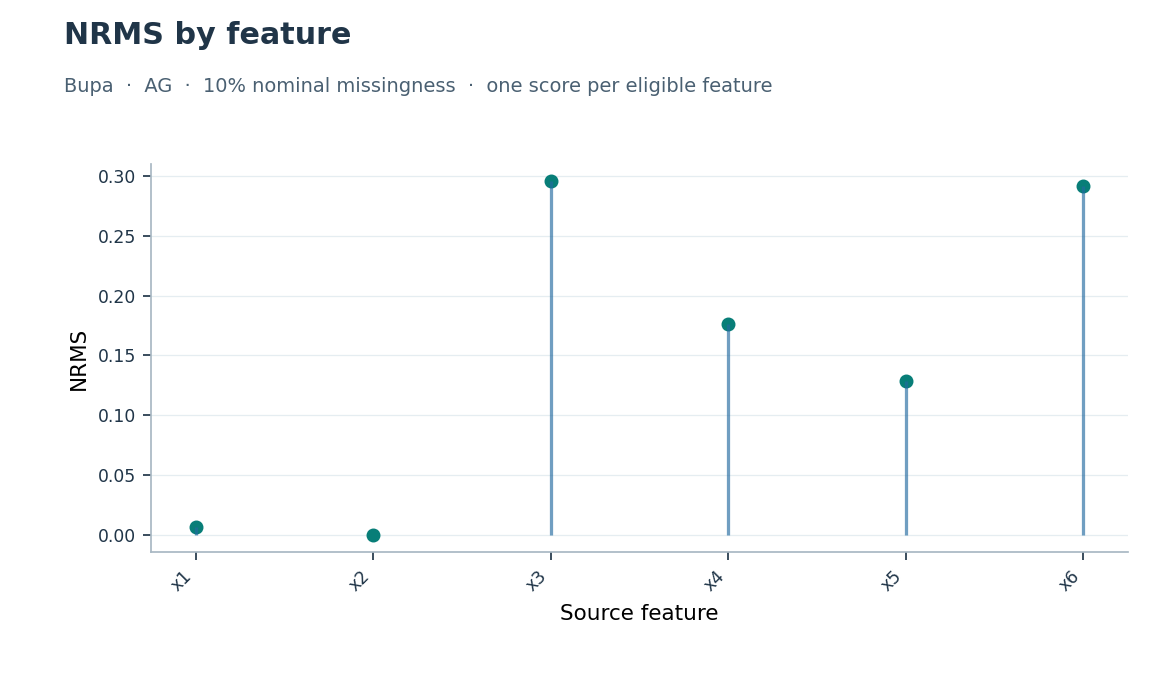 NRMS by feature
Bupa · AG · 10% nominal missingness · one score per eligible feature
0.30
0.25
0.20
0.15
0.10
0.05
0.00
NRMS
x1 x2 x3 x4 x5 x6
Source feature